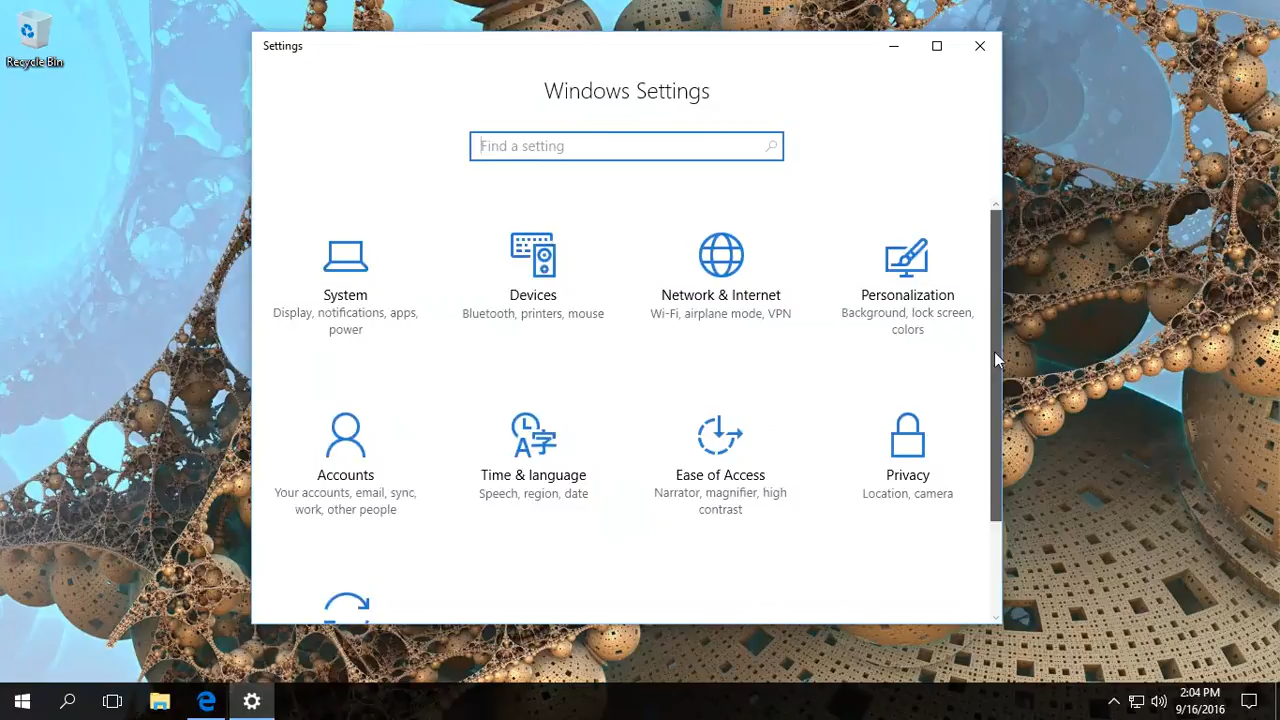 Recycle Bin
Settings
Windows Settings
Find a setting
System
Display, notifications, apps,
power
Devices
Bluetooth, printers, mouse
Network & Internet
Wi-Fi, airplane mode, VPN
Personalization
Background, lock screen,
colors
Accounts
Your accounts, email, sync,
work, other people
Time & language
Speech, region, date
Ease of Access
Narrator, magnifier, high
contrast
Privacy
Location, camera
2:04 PM
9/16/2016